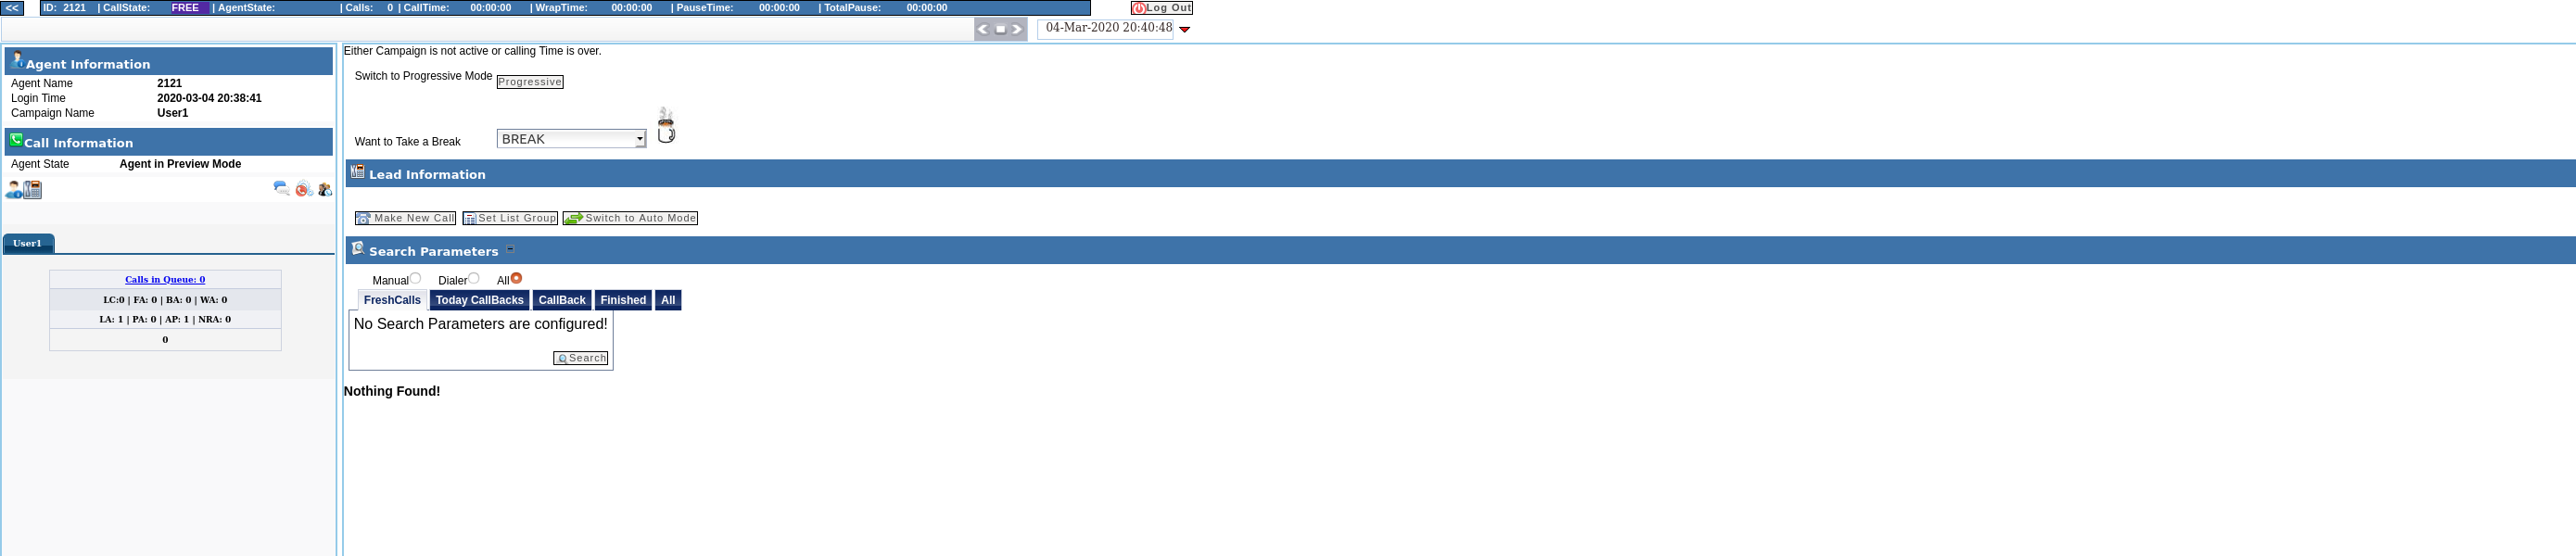 << ID: 2121 | CallState: FREE | AgentState: | Calls: 0 | CallTime: 00:00:00 | WrapTime: 00:00:00 | PauseTime: 00:00:00 | TotalPause: 00:00:00 Log Out
04-Mar-2020 20:40:48
Agent Information
Agent Name 2121
Login Time 2020-03-04 20:38:41
Campaign Name User1
Call Information
Agent State Agent in Preview Mode
User1
Calls in Queue: 0
LC:0 | FA: 0 | BA: 0 | WA: 0
LA: 1 | PA: 0 | AP: 1 | NRA: 0
0
Either Campaign is not active or calling Time is over.
Switch to Progressive Mode Progressive
Want to Take a Break BREAK
Lead Information
Make New Call Set List Group Switch to Auto Mode
Search Parameters
Manual Dialer All
FreshCalls Today CallBacks CallBack Finished All
No Search Parameters are configured!
Search
Nothing Found!